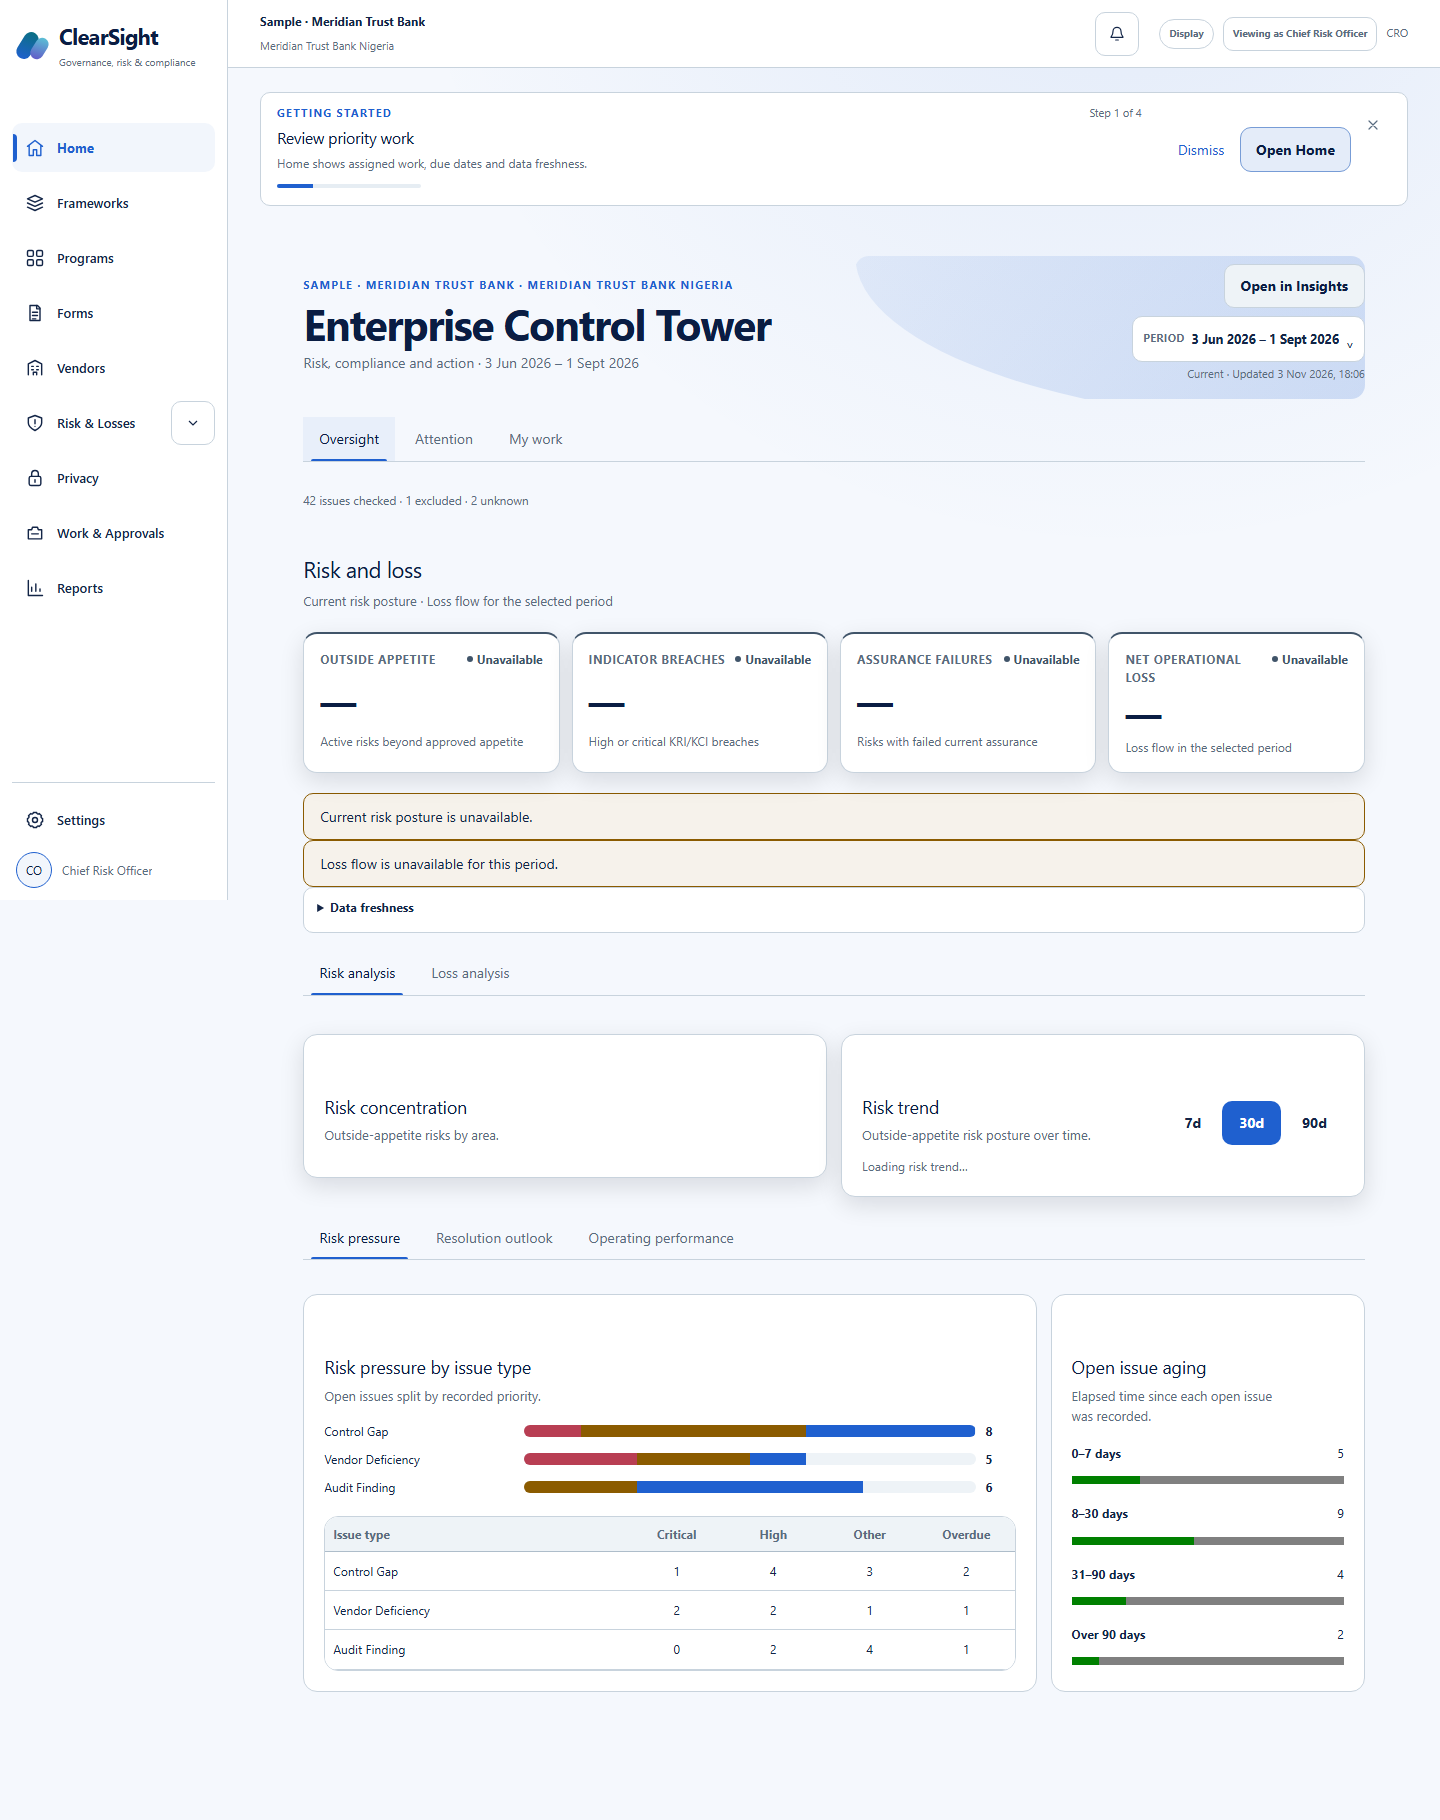 ClearSight
Governance, risk & compliance
Home
Frameworks
Programs
Forms
Vendors
Risk & Losses
Privacy
Work & Approvals
Reports
Settings
CO
Chief Risk Officer
Sample · Meridian Trust Bank
Meridian Trust Bank Nigeria
Display
Viewing as Chief Risk Officer
CRO
GETTING STARTED
Step 1 of 4
Review priority work
Home shows assigned work, due dates and data freshness.
Dismiss
Open Home
SAMPLE · MERIDIAN TRUST BANK · MERIDIAN TRUST BANK NIGERIA
Enterprise Control Tower
Risk, compliance and action · 3 Jun 2026 – 1 Sept 2026
Open in Insights
PERIOD 3 Jun 2026 – 1 Sept 2026 v
Current · Updated 3 Nov 2026, 18:06
Oversight
Attention
My work
42 issues checked · 1 excluded · 2 unknown
Risk and loss
Current risk posture · Loss flow for the selected period
OUTSIDE APPETITE
Unavailable
—
Active risks beyond approved appetite
INDICATOR BREACHES
Unavailable
—
High or critical KRI/KCI breaches
ASSURANCE FAILURES
Unavailable
—
Risks with failed current assurance
NET OPERATIONAL
LOSS
Unavailable
—
Loss flow in the selected period
Current risk posture is unavailable.
Loss flow is unavailable for this period.
Data freshness
Risk analysis
Loss analysis
Risk concentration
Outside-appetite risks by area.
Risk trend
Outside-appetite risk posture over time.
7d
30d
90d
Loading risk trend...
Risk pressure
Resolution outlook
Operating performance
Risk pressure by issue type
Open issues split by recorded priority.
Control Gap 8
Vendor Deficiency 5
Audit Finding 6
Issue type Critical High Other Overdue
Control Gap 1 4 3 2
Vendor Deficiency 2 2 1 1
Audit Finding 0 2 4 1
Open issue aging
Elapsed time since each open issue
was recorded.
0–7 days 5
8–30 days 9
31–90 days 4
Over 90 days 2